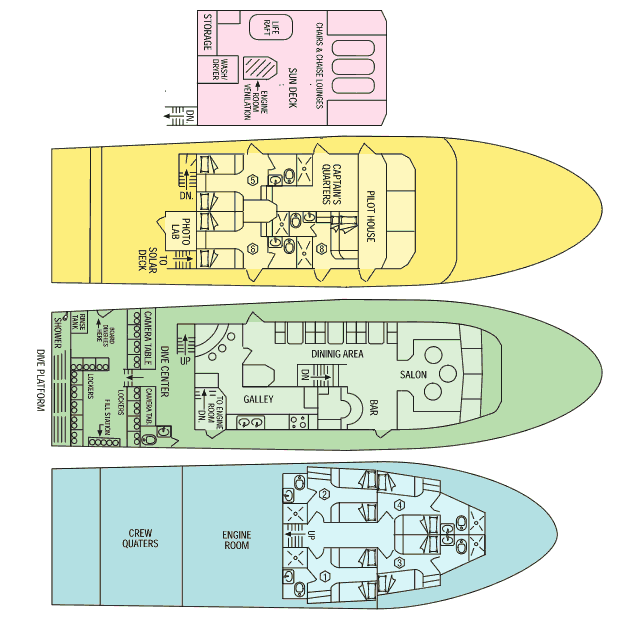 STORAGE
LIFE
RAFT
CHAIRS & CHASE LOUNGES
WASH/
DRYER
SUN DECK
ENGINE
ROOM
VENILATION
DN.
DN.
5
CAPTAIN'S
QUARTERS
PILOT HOUSE
PHOTO
LAB
TO
SOLAR
DECK
6
8
SHOWER
RINSE
TANK
CAMERA TABLE
DIVE CENTER
UP
DINING AREA
DN
SALON
DIVE PLATFORM
LOCKERS
FILL STATION
LOCKERS
CAMERA TAB.
TO ENGINE
ROOM
DN.
GALLEY
BAR
2
4
CREW
QUATERS
ENGINE
ROOM
UP
1
3